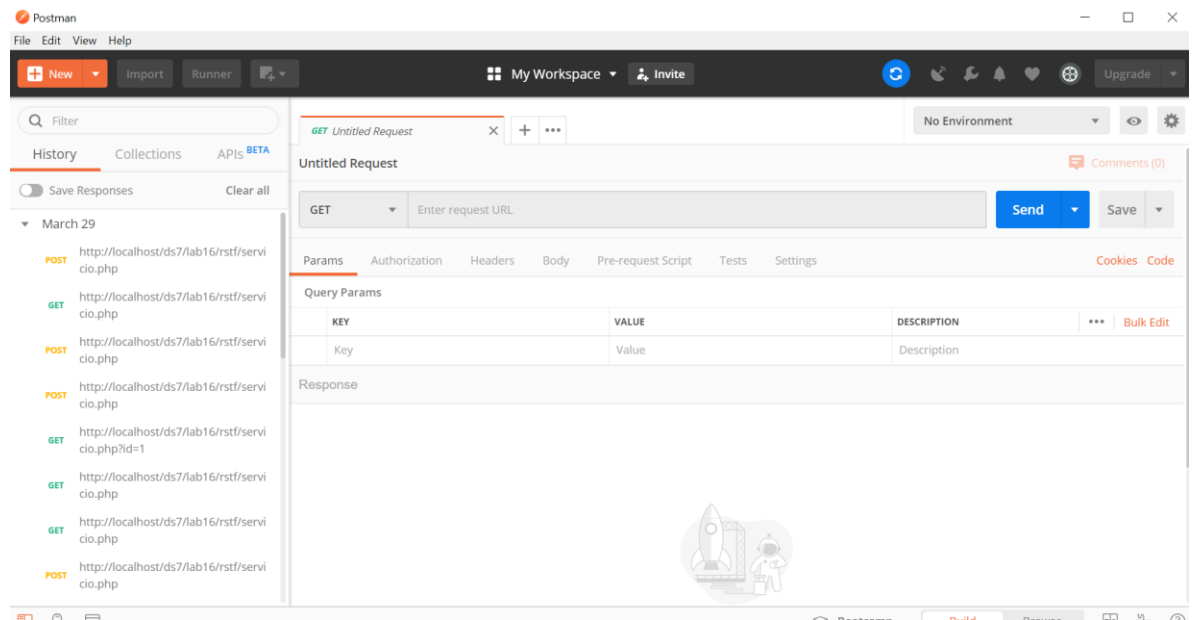 Postman
File Edit View Help
New Import Runner My Workspace Invite Upgrade
Filter
History Collections APIs BETA
Save Responses Clear all
March 29
POST http://localhost/ds7/lab16/rstf/servi
cio.php
GET http://localhost/ds7/lab16/rstf/servi
cio.php
POST http://localhost/ds7/lab16/rstf/servi
cio.php
POST http://localhost/ds7/lab16/rstf/servi
cio.php
GET http://localhost/ds7/lab16/rstf/servi
cio.php?id=1
GET http://localhost/ds7/lab16/rstf/servi
cio.php
GET http://localhost/ds7/lab16/rstf/servi
cio.php
POST http://localhost/ds7/lab16/rstf/servi
cio.php
GET Untitled Request
No Environment
Untitled Request Comments (0)
GET Enter request URL Send Save
Params Authorization Headers Body Pre-request Script Tests Settings Cookies Code
Query Params
KEY VALUE DESCRIPTION Bulk Edit
Key Value Description
Response
Bootcamp Build Browse